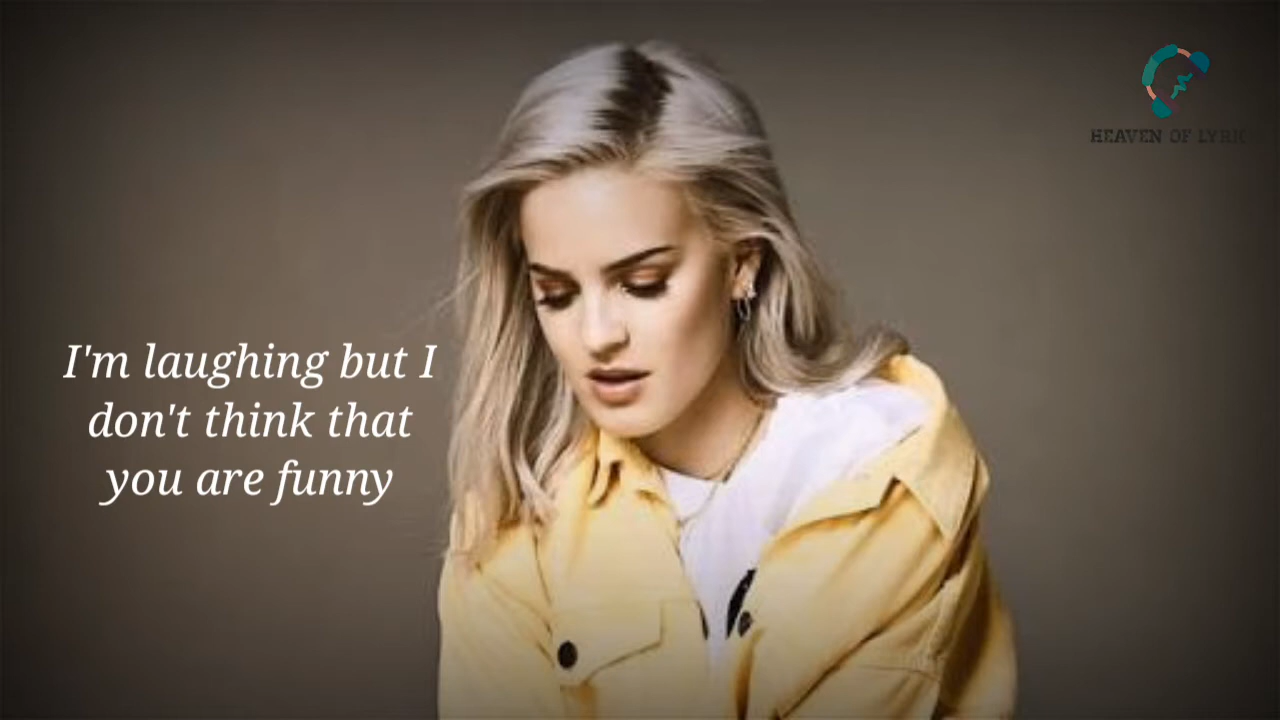 HEAVEN OF LYRIC
I'm laughing but I
don't think that
you are funny